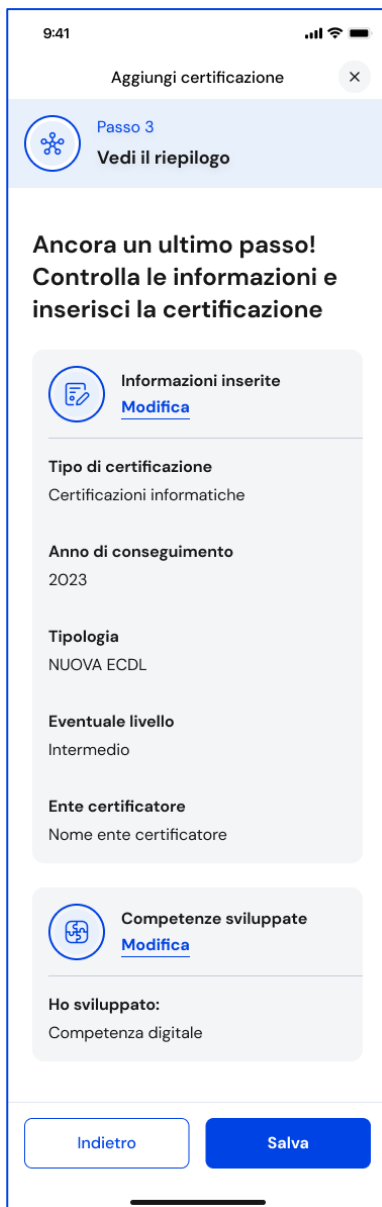 9:41
Aggiungi certificazione
Passo 3
Vedi il riepilogo
Ancora un ultimo passo!
Controlla le informazioni e
inserisci la certificazione
Informazioni inserite
Modifica
Tipo di certificazione
Certificazioni informatiche
Anno di conseguimento
2023
Tipologia
NUOVA ECDL
Eventuale livello
Intermedio
Ente certificatore
Nome ente certificatore
Competenze sviluppate
Modifica
Ho sviluppato:
Competenza digitale
Indietro Salva